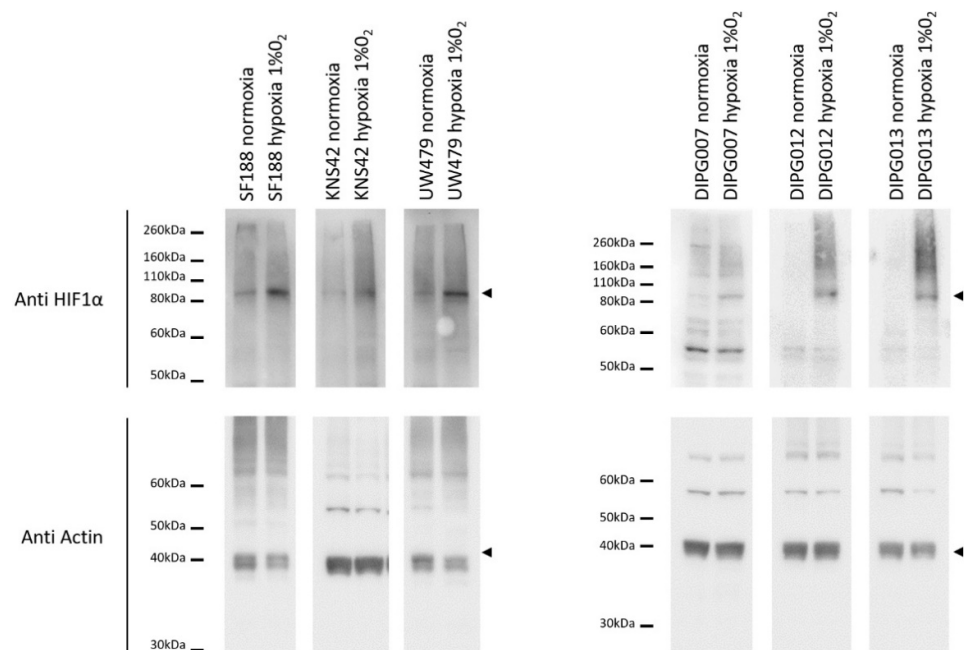 SF188 normoxia
SF188 hypoxia 1%0₂
KNS42 normoxia
KNS42 hypoxia 1%0₂
UW479 normoxia
UW479 hypoxia 1%0₂
DIPG007 normoxia
DIPG007 hypoxia 1%0₂
DIPG012 normoxia
DIPG012 hypoxia 1%0₂
DIPG013 normoxia
DIPG013 hypoxia 1%0₂
Anti HIF1α
260kDa
160kDa
110kDa
80kDa
60kDa
50kDa
260kDa
160kDa
110kDa
80kDa
60kDa
50kDa
Anti Actin
60kDa
50kDa
40kDa
30kDa
60kDa
50kDa
40kDa
30kDa